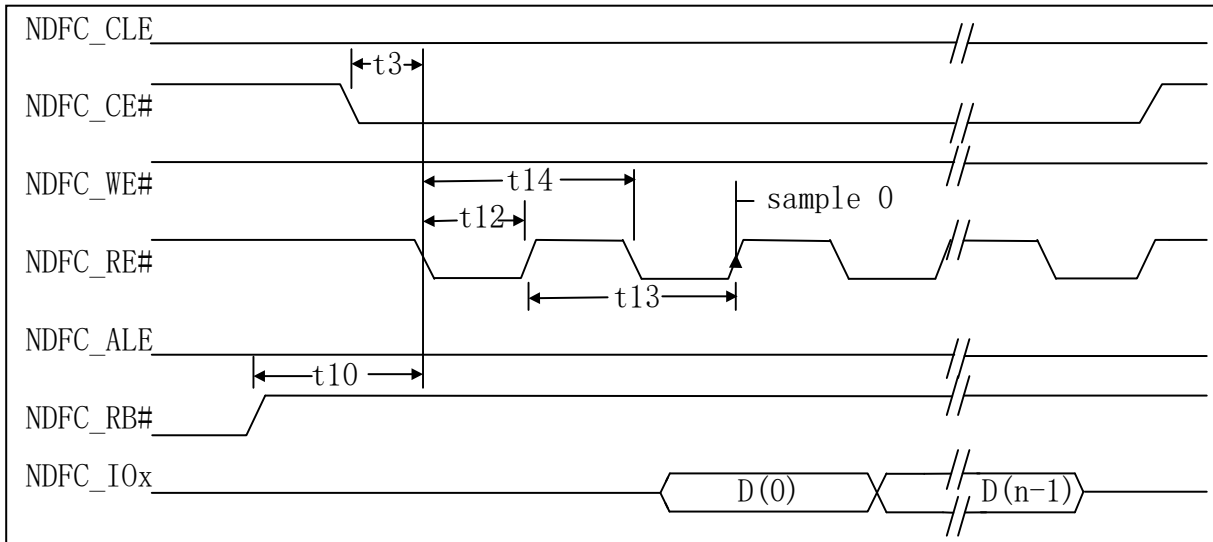 NDFC_CLE
t3
NDFC_CE#
NDFC_WE#
t14
sample 0
t12
NDFC_RE#
t13
NDFC_ALE
t10
NDFC_RB#
NDFC_IOx
D(0)
D(n-1)